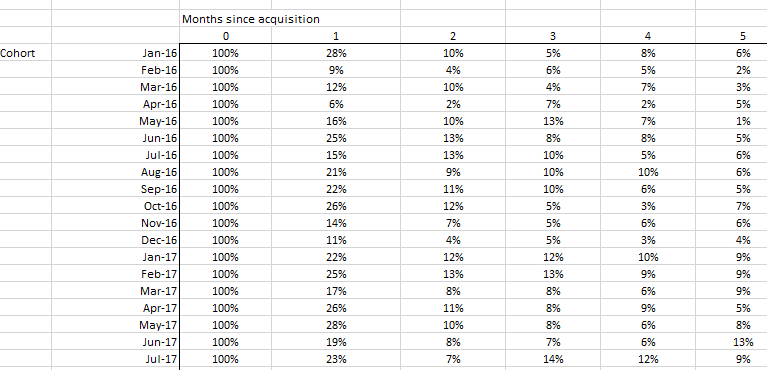 Months since acquisition
0 1 2 3 4 5
Cohort Jan-16 100% 28% 10% 5% 8% 6%
Feb-16 100% 9% 4% 6% 5% 2%
Mar-16 100% 12% 10% 4% 7% 3%
Apr-16 100% 6% 2% 7% 2% 5%
May-16 100% 16% 10% 13% 7% 1%
Jun-16 100% 25% 13% 8% 8% 5%
Jul-16 100% 15% 13% 10% 5% 6%
Aug-16 100% 21% 9% 10% 10% 6%
Sep-16 100% 22% 11% 10% 6% 5%
Oct-16 100% 26% 12% 5% 3% 7%
Nov-16 100% 14% 7% 5% 6% 6%
Dec-16 100% 11% 4% 5% 3% 4%
Jan-17 100% 22% 12% 12% 10% 9%
Feb-17 100% 25% 13% 13% 9% 9%
Mar-17 100% 17% 8% 8% 6% 9%
Apr-17 100% 26% 11% 8% 9% 5%
May-17 100% 28% 10% 8% 6% 8%
Jun-17 100% 19% 8% 7% 6% 13%
Jul-17 100% 23% 7% 14% 12% 9%